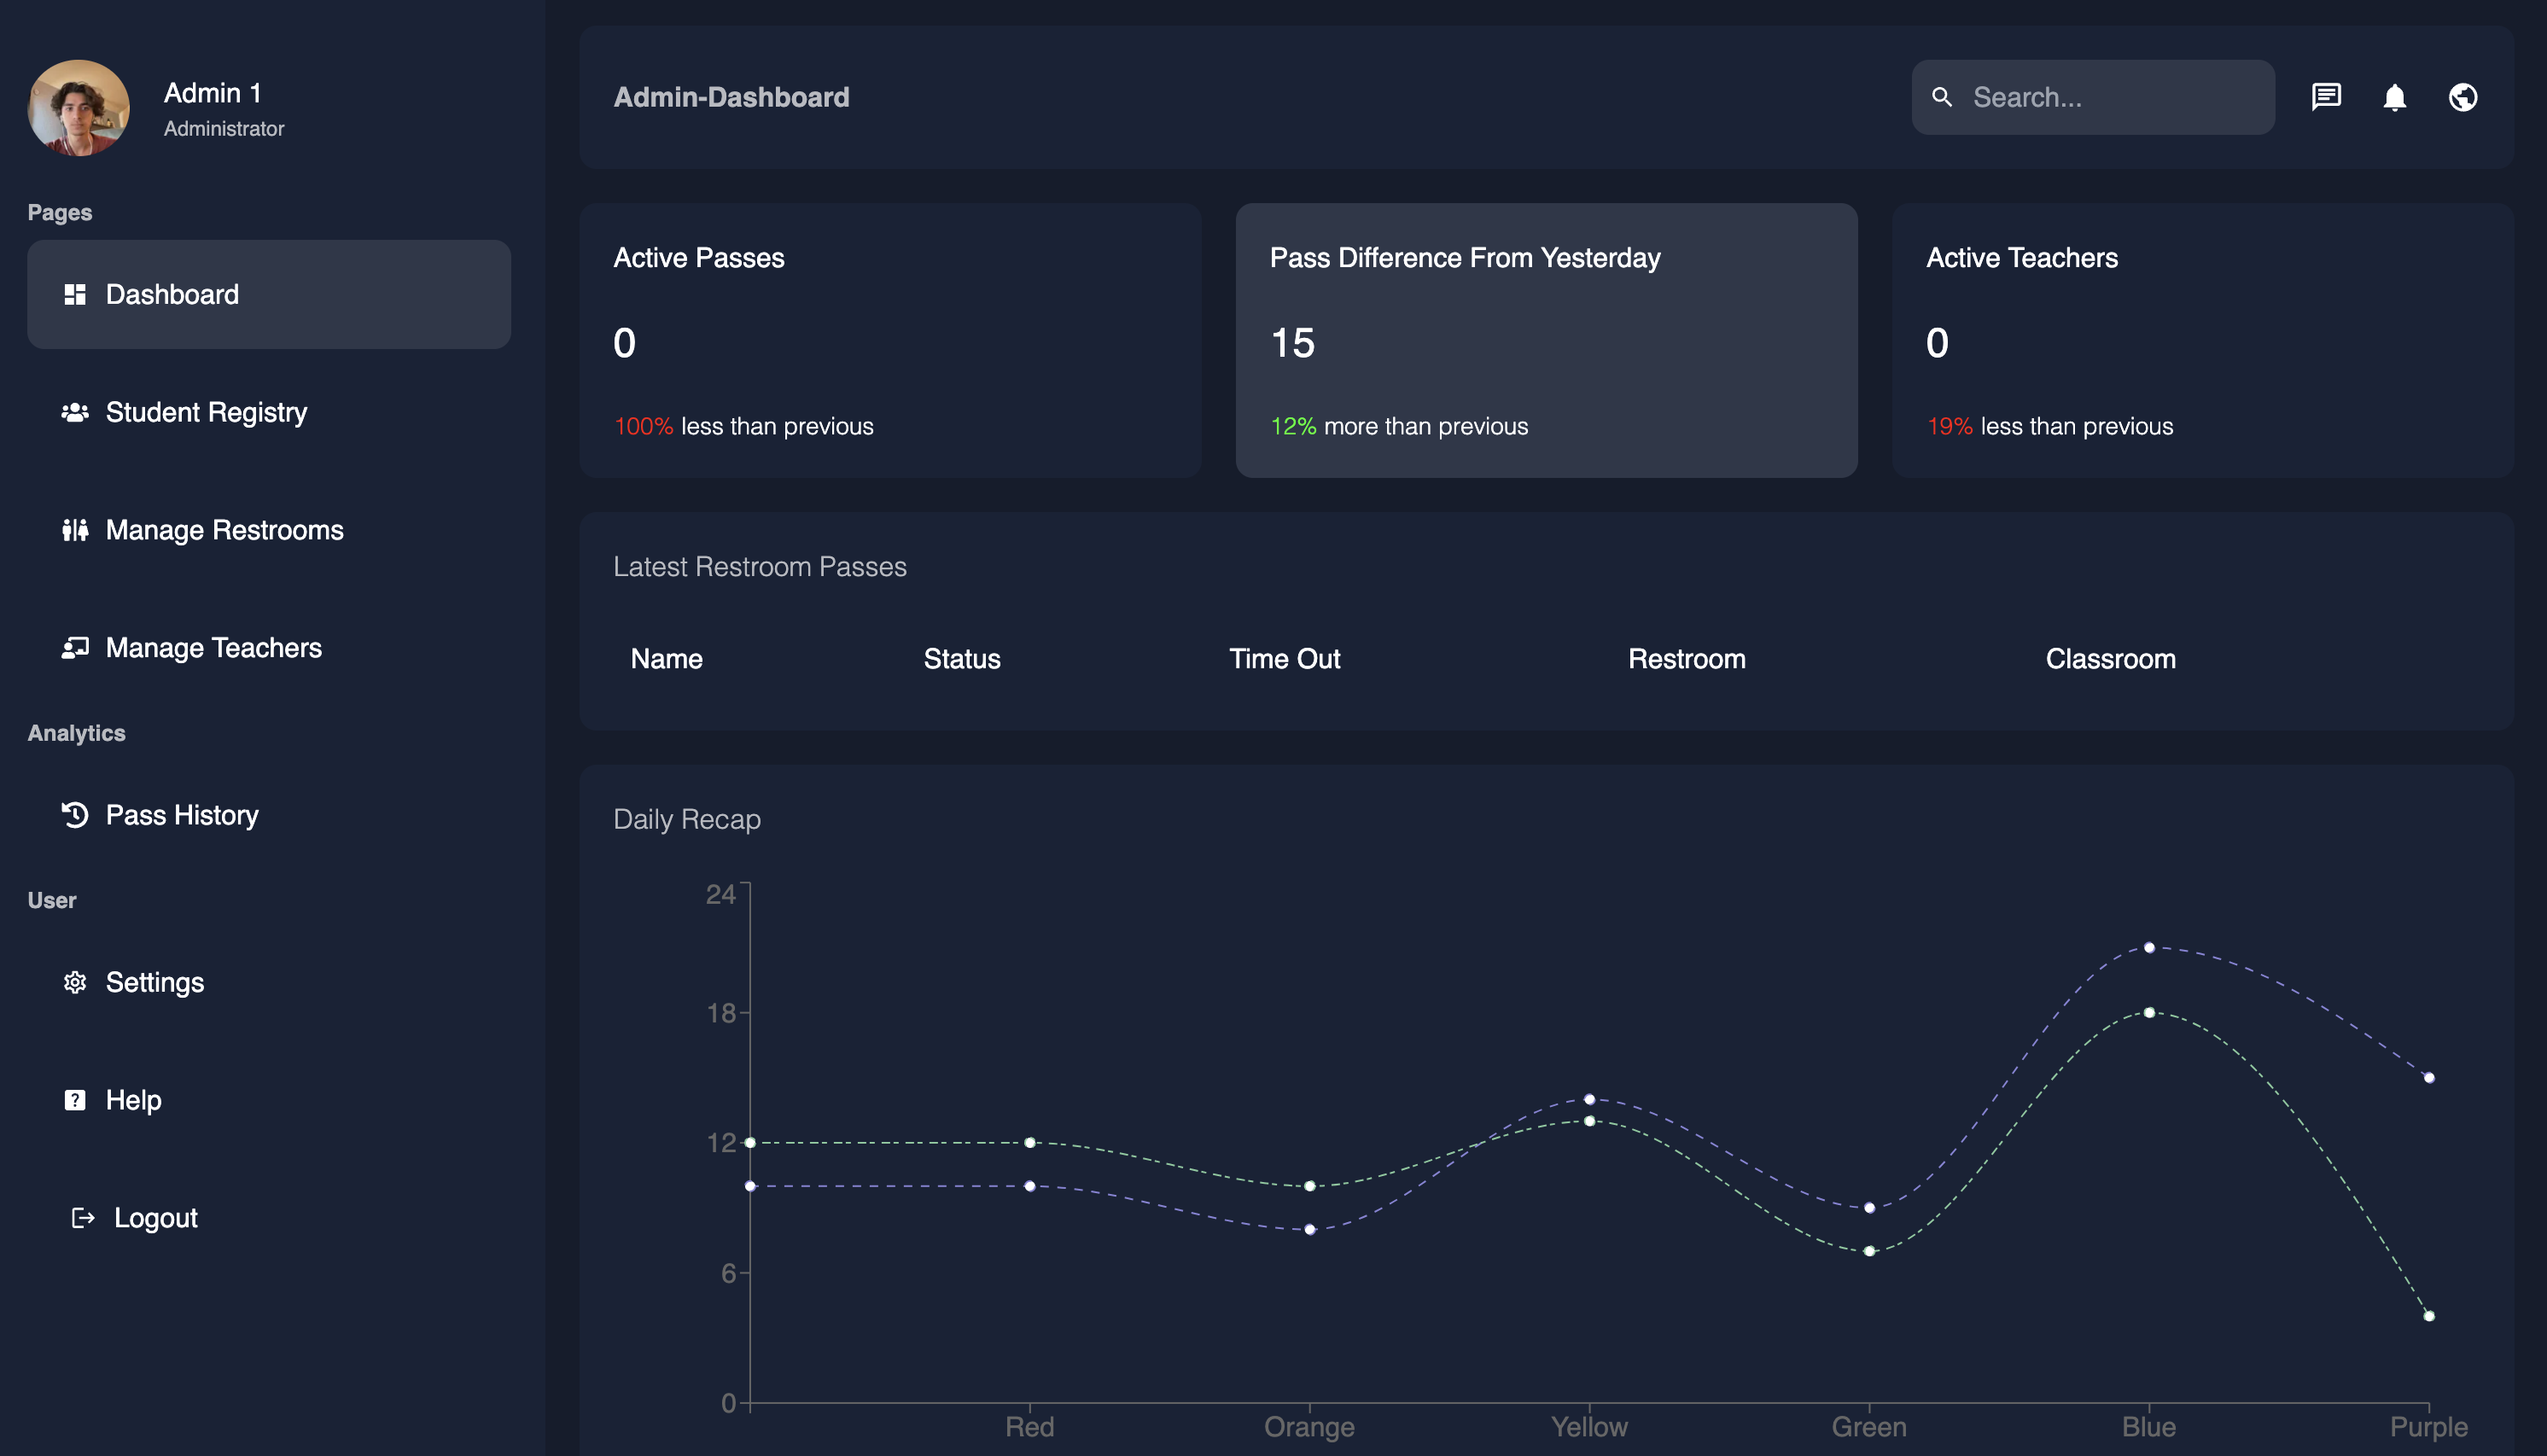 Admin 1
Administrator
Pages
Dashboard
Student Registry
Manage Restrooms
Manage Teachers
Analytics
Pass History
User
Settings
Help
Logout
Admin-Dashboard
Search...
Active Passes
0
100% less than previous
Pass Difference From Yesterday
15
12% more than previous
Active Teachers
0
19% less than previous
Latest Restroom Passes
Name Status Time Out Restroom Classroom
Daily Recap
24
18
12
6
0
Red Orange Yellow Green Blue Purple